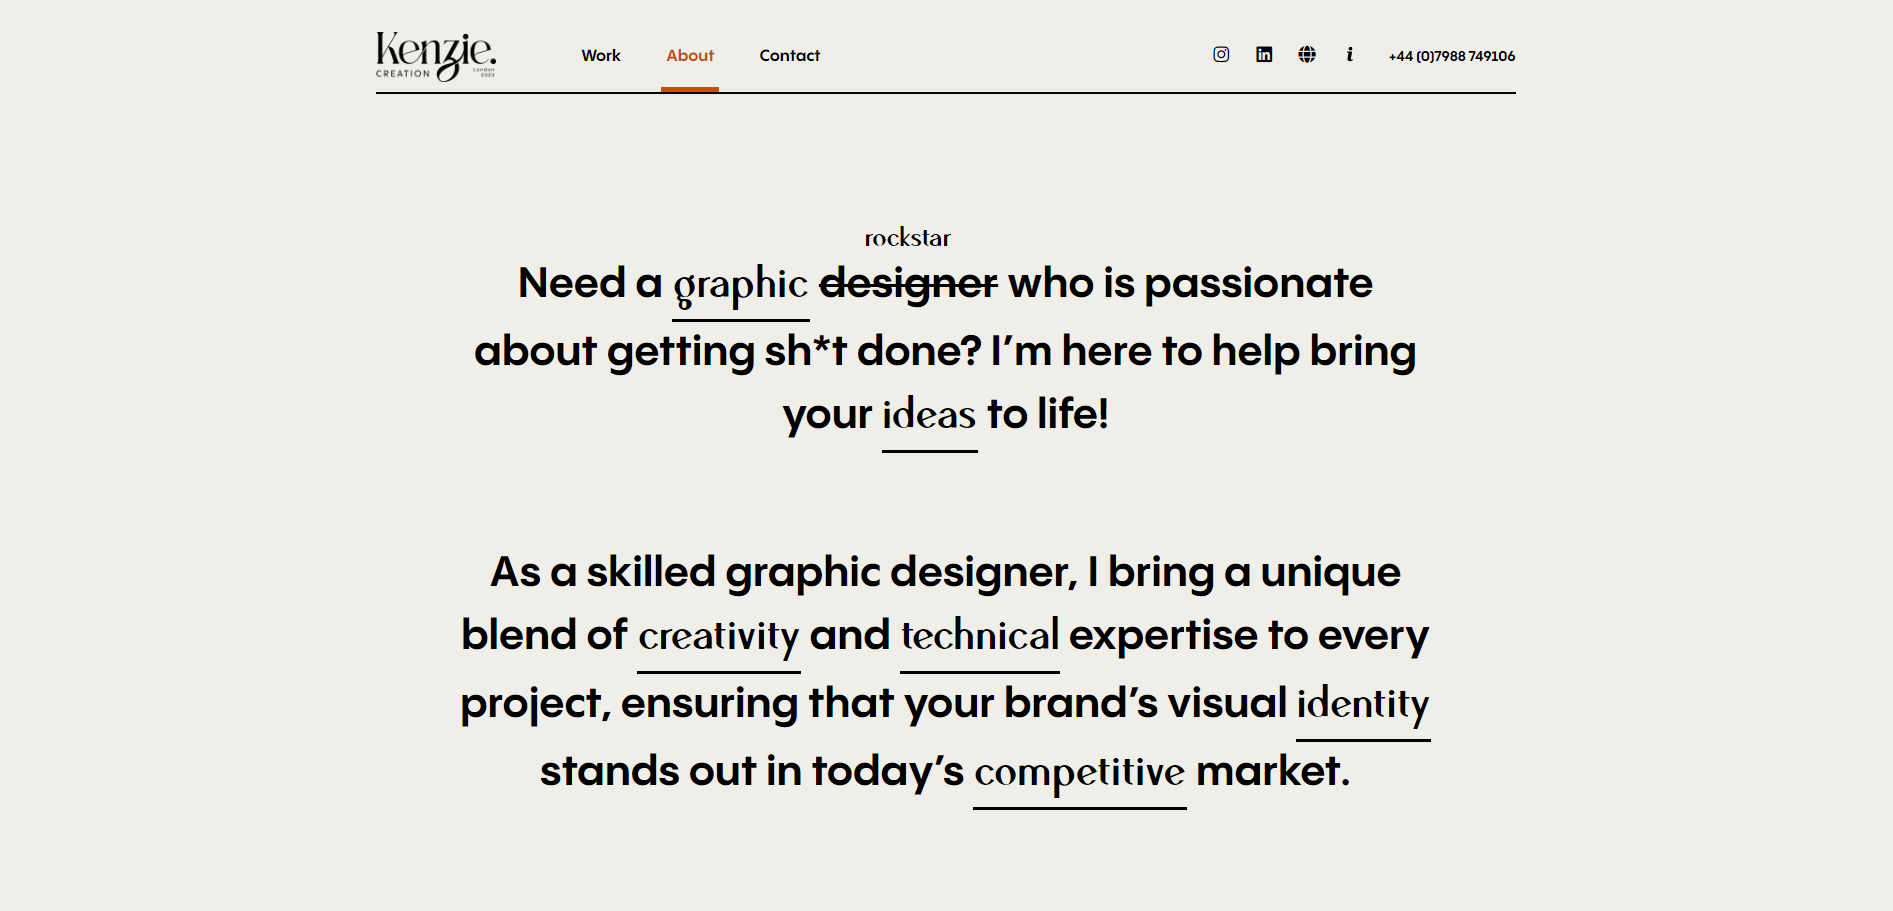 Kenzie.
CREATION London 2023
Work About Contact +44 (0)7988 749106
rockstar
Need a graphic designer who is passionate
about getting sh*t done? I’m here to help bring
your ideas to life!
As a skilled graphic designer, I bring a unique
blend of creativity and technical expertise to every
project, ensuring that your brand’s visual identity
stands out in today’s competitive market.